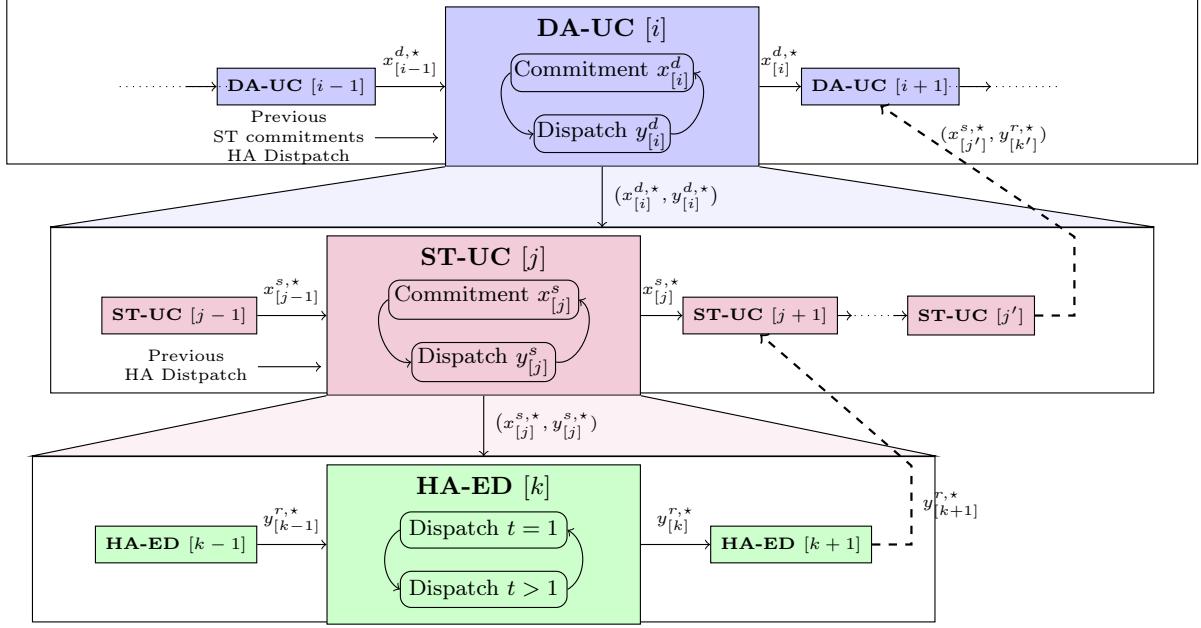 DA-UC [i]
x^{d,⋆}_{[i−1]}
x^{d,⋆}_{[i]}
Commitment x^d_{[i]}
DA-UC [i − 1]
DA-UC [i + 1]
Previous
ST commitments
HA Distpatch
Dispatch y^d_{[i]}
(x^{s,⋆}_{[j′]}, y^{r,⋆}_{[k′]})
(x^{d,⋆}_{[i]}, y^{d,⋆}_{[i]})
ST-UC [j]
x^{s,⋆}_{[j−1]}
x^{s,⋆}_{[j]}
Commitment x^s_{[j]}
ST-UC [j − 1]
ST-UC [j + 1]
ST-UC [j′]
Previous
HA Distpatch
Dispatch y^s_{[j]}
(x^{s,⋆}_{[j]}, y^{s,⋆}_{[j]})
HA-ED [k]
y^{r,⋆}_{[k+1]}
y^{r,⋆}_{[k−1]}
y^{r,⋆}_{[k]}
Dispatch t = 1
HA-ED [k − 1]
HA-ED [k + 1]
Dispatch t > 1